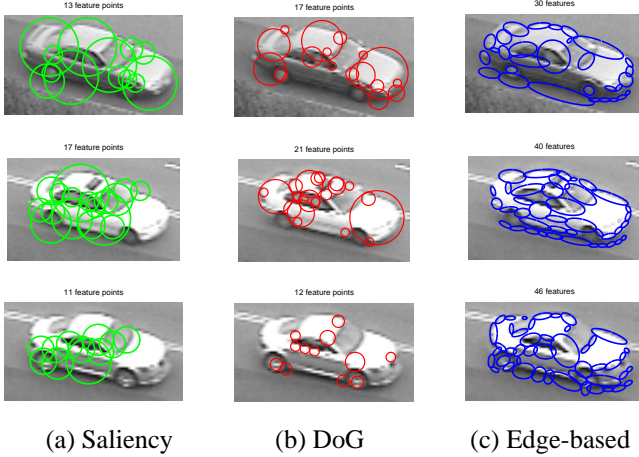 13 feature points
17 feature points
30 features
17 feature points
21 feature points
40 features
11 feature points
12 feature points
46 features
(a) Saliency
(b) DoG
(c) Edge-based